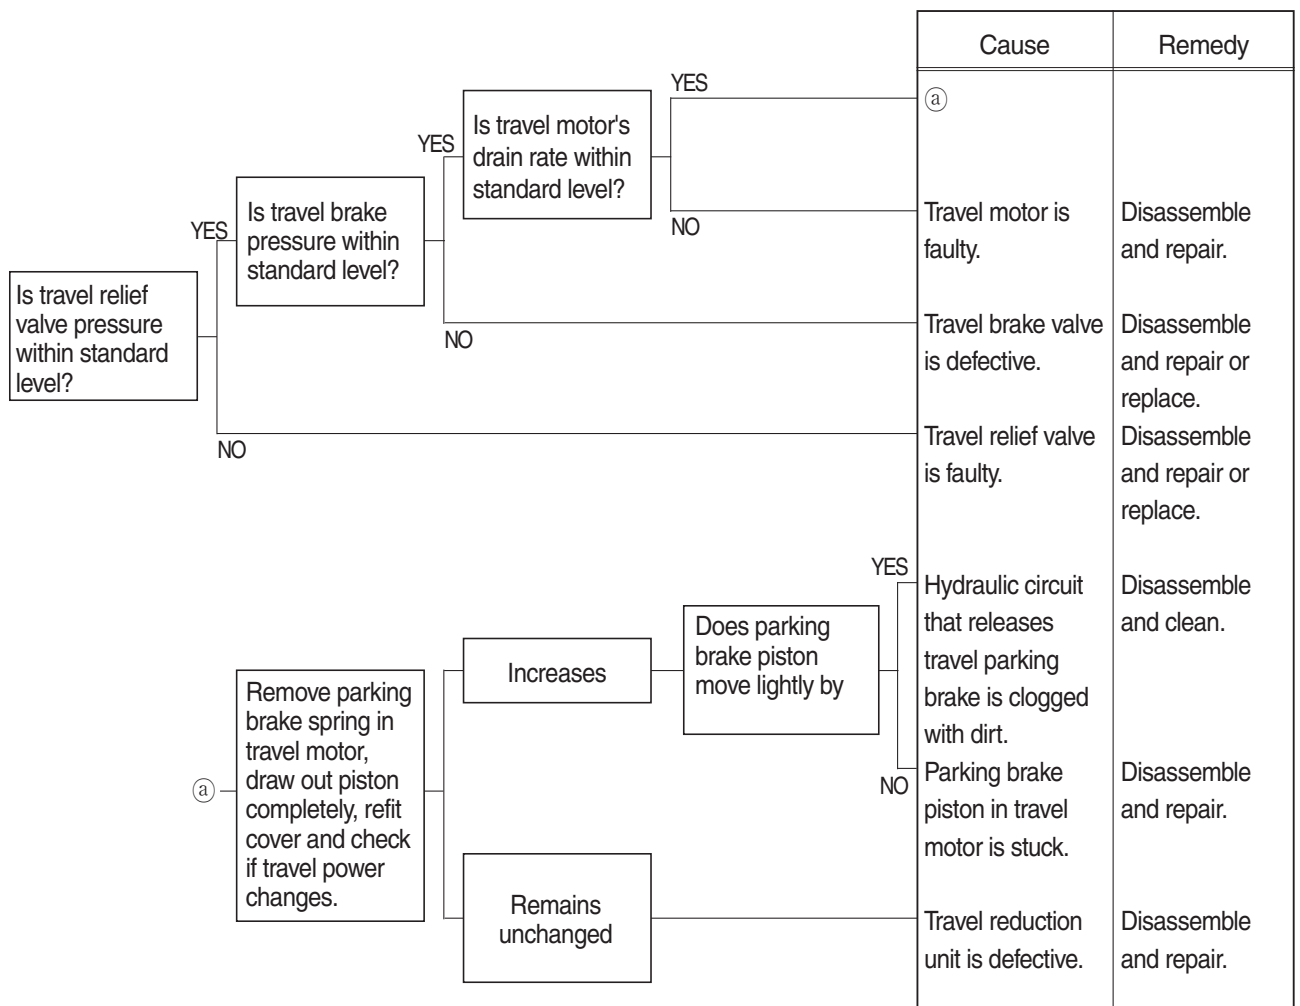 Cause
Remedy
YES
ⓐ
Is travel motor's
drain rate within
standard level?
YES
NO
Travel motor is
faulty.
Disassemble
and repair.
Is travel brake
pressure within
standard level?
YES
NO
Travel brake valve
is defective.
Disassemble
and repair or
replace.
Is travel relief
valve pressure
within standard
level?
NO
Travel relief valve
is faulty.
Disassemble
and repair or
replace.
ⓐ
Remove parking
brake spring in
travel motor,
draw out piston
completely, refit
cover and check
if travel power
changes.
Increases
Does parking
brake piston
move lightly by
YES
Hydraulic circuit
that releases
travel parking
brake is clogged
with dirt.
Disassemble
and clean.
NO
Parking brake
piston in travel
motor is stuck.
Disassemble
and repair.
Remains
unchanged
Travel reduction
unit is defective.
Disassemble
and repair.